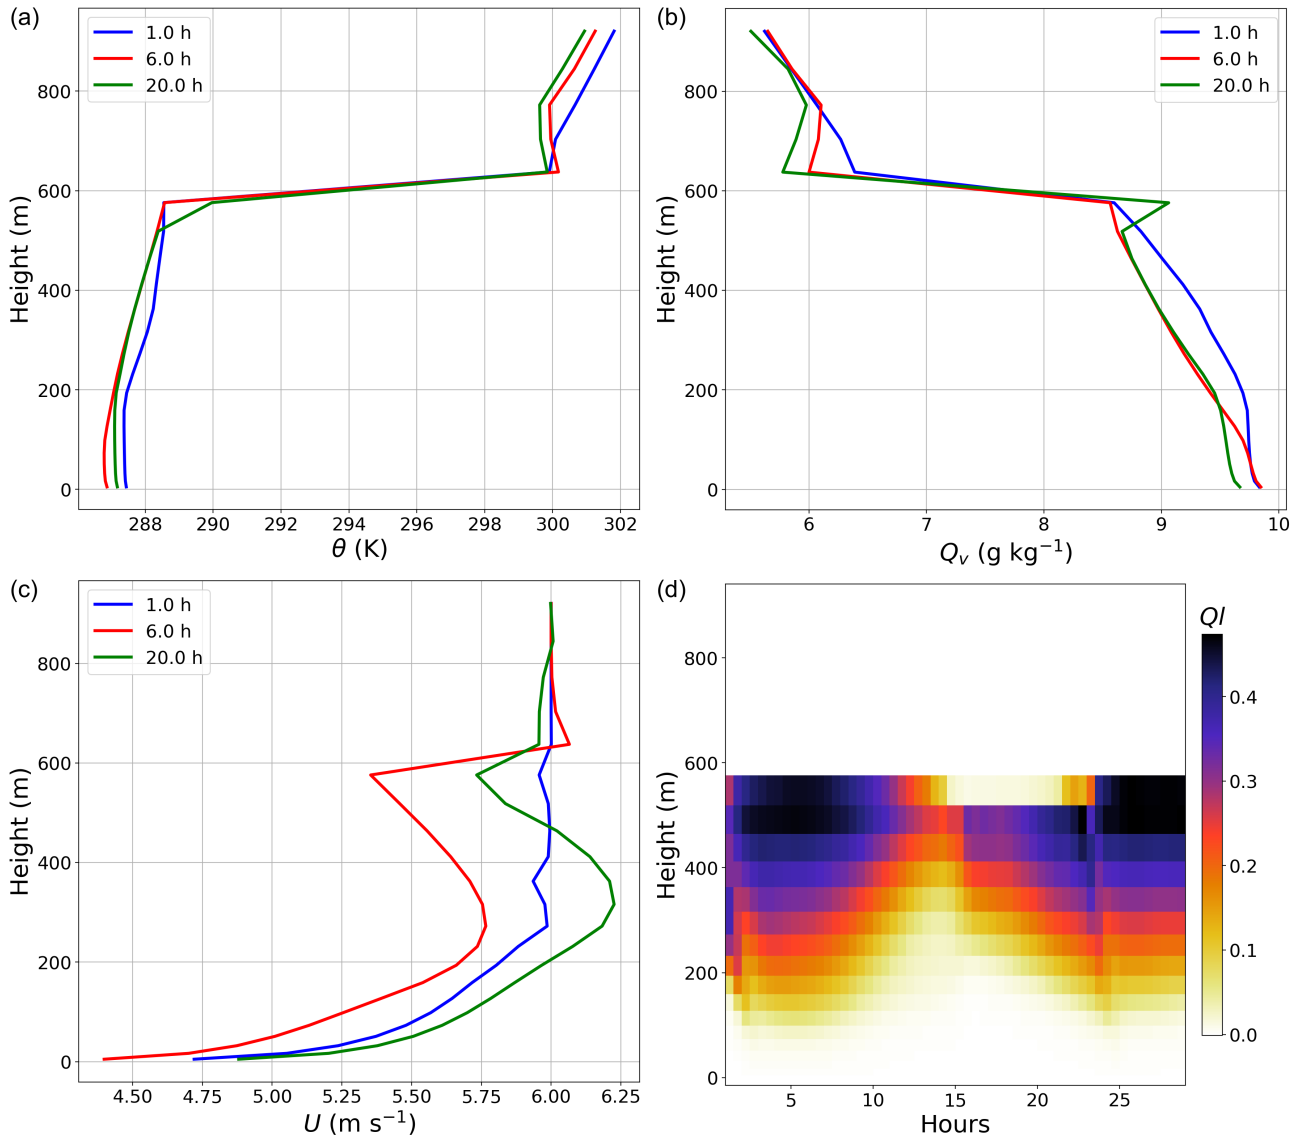 (a)
1.0 h
6.0 h
20.0 h
800
600
400
200
0
Height (m)
288 290 292 294 296 298 300 302
θ (K)
(b)
1.0 h
6.0 h
20.0 h
800
600
400
200
0
Height (m)
6 7 8 9 10
Qv (g kg⁻¹)
(c)
1.0 h
6.0 h
20.0 h
800
600
400
200
0
Height (m)
4.50 4.75 5.00 5.25 5.50 5.75 6.00 6.25
U (m s⁻¹)
(d)
800
600
400
200
0
Height (m)
5 10 15 20 25
Hours
Ql
0.4
0.3
0.2
0.1
0.0